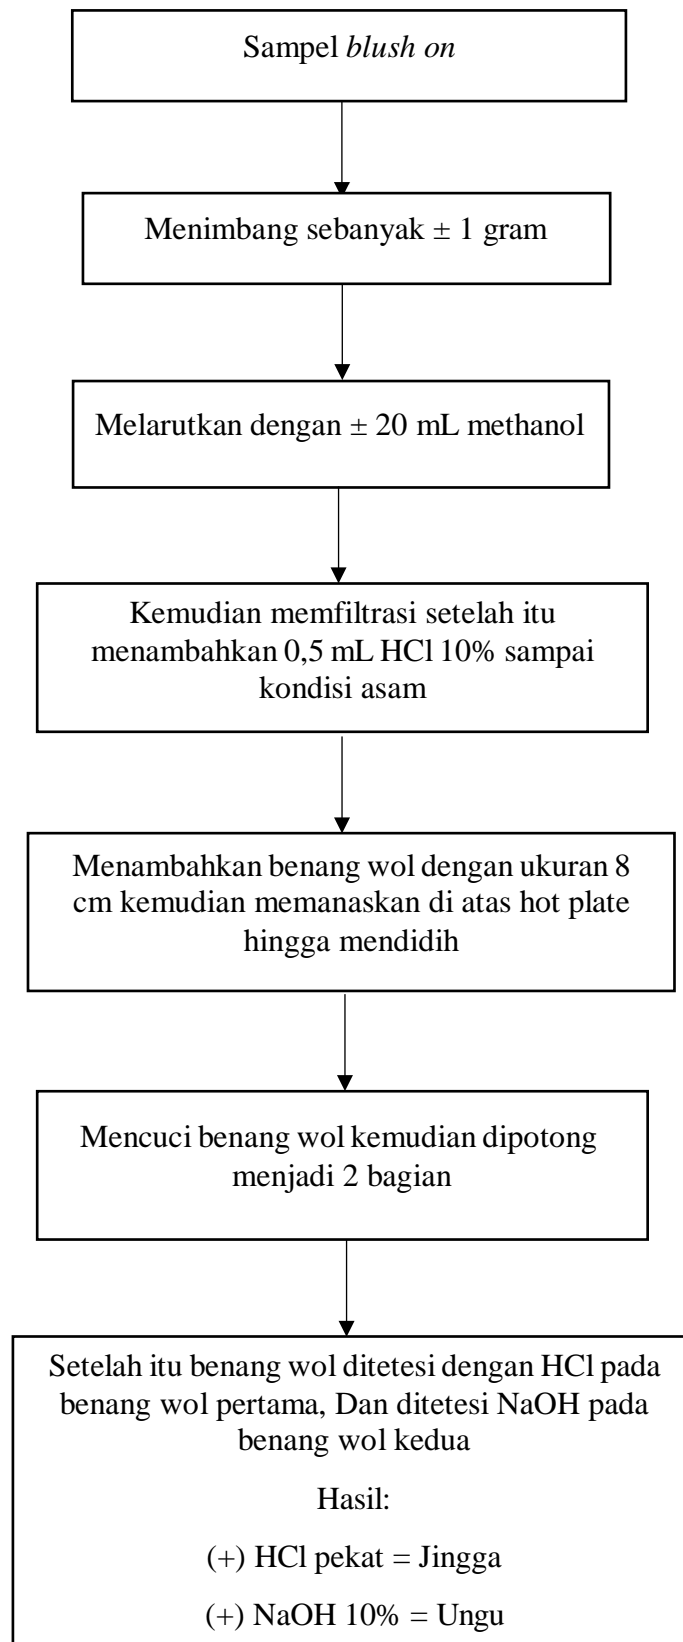 Sampel blush on
Menimbang sebanyak ± 1 gram
Melarutkan dengan ± 20 mL methanol
Kemudian memfiltrasi setelah itu
menambahkan 0,5 mL HCl 10% sampai
kondisi asam
Menambahkan benang wol dengan ukuran 8
cm kemudian memanaskan di atas hot plate
hingga mendidih
Mencuci benang wol kemudian dipotong
menjadi 2 bagian
Setelah itu benang wol ditetesi dengan HCl pada
benang wol pertama, Dan ditetesi NaOH pada
benang wol kedua
Hasil:
(+) HCl pekat = Jingga
(+) NaOH 10% = Ungu